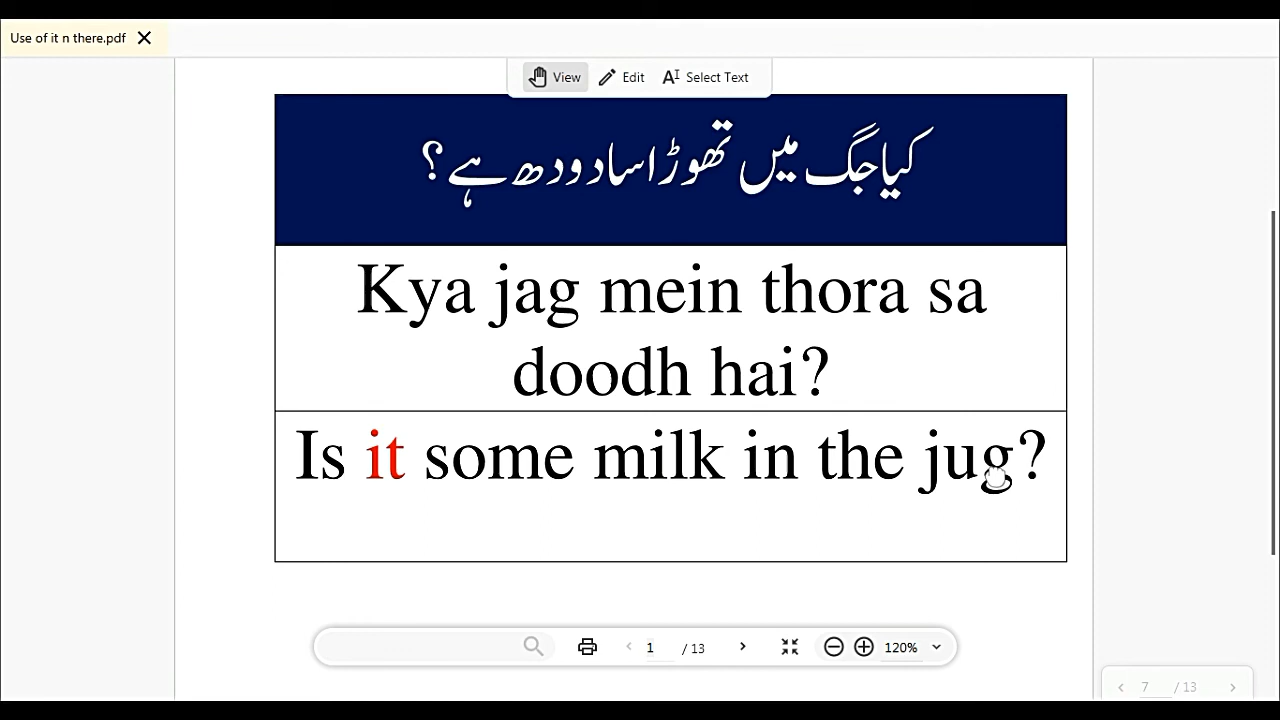 Use of it n there.pdf
View Edit Select Text
کیا جگ میں تھوڑا سا دودھ ہے؟
Kya jag mein thora sa
doodh hai?
Is it some milk in the jug?
1 / 13 120%
7 / 13